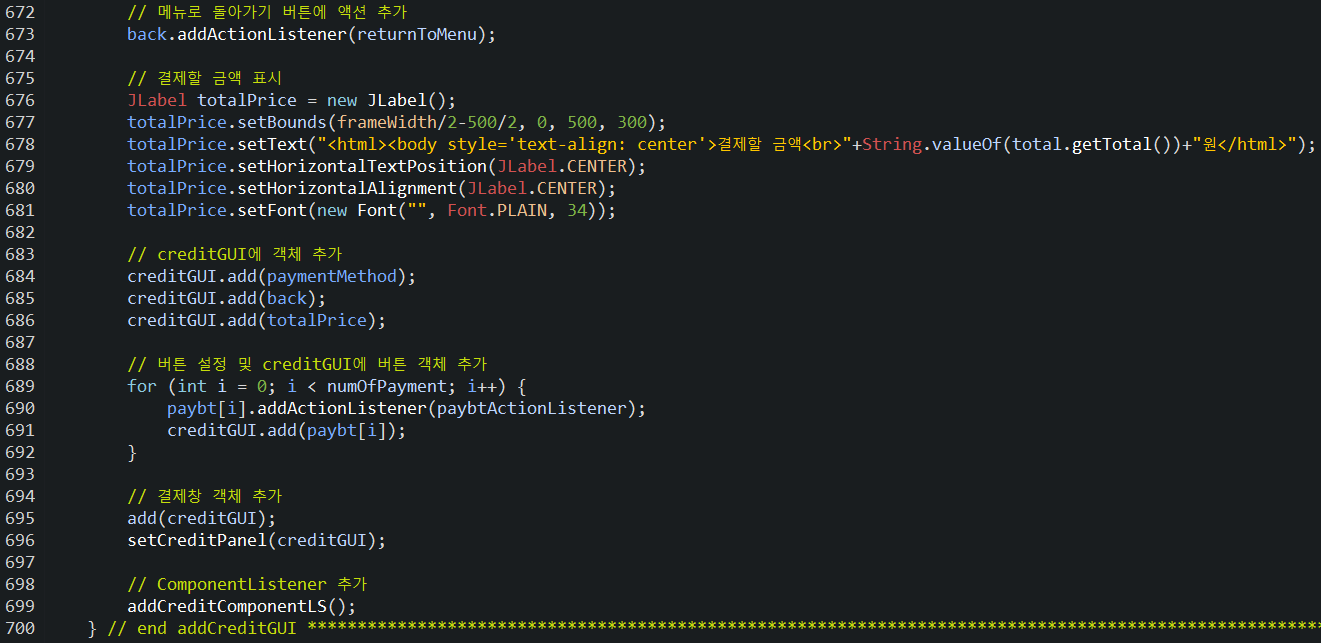 672 // 메뉴로 돌아가기 버튼에 액션 추가
673 back.addActionListener(returnToMenu);
674
675 // 결제할 금액 표시
676 JLabel totalPrice = new JLabel();
677 totalPrice.setBounds(frameWidth/2-500/2, 0, 500, 300);
678 totalPrice.setText("<html><body style='text-align: center'>결제할 금액<br>"+String.valueOf(total.getTotal())+"원</html>");
679 totalPrice.setHorizontalTextPosition(JLabel.CENTER);
680 totalPrice.setHorizontalAlignment(JLabel.CENTER);
681 totalPrice.setFont(new Font("", Font.PLAIN, 34));
682
683 // creditGUI에 객체 추가
684 creditGUI.add(paymentMethod);
685 creditGUI.add(back);
686 creditGUI.add(totalPrice);
687
688 // 버튼 설정 및 creditGUI에 버튼 객체 추가
689 for (int i = 0; i < numOfPayment; i++) {
690 paybt[i].addActionListener(paybtActionListener);
691 creditGUI.add(paybt[i]);
692 }
693
694 // 결제창 객체 추가
695 add(creditGUI);
696 setCreditPanel(creditGUI);
697
698 // ComponentListener 추가
699 addCreditComponentLS();
700 } // end addCreditGUI ******************************************************************************************************